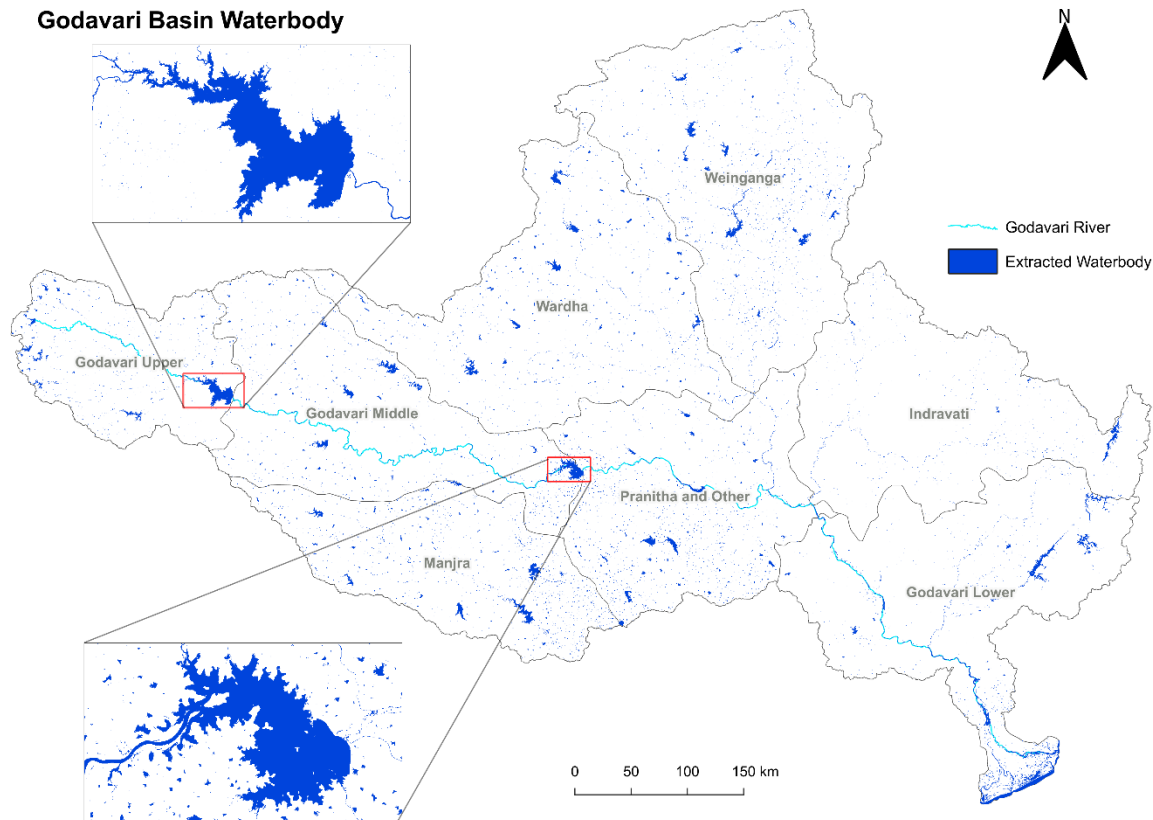 Godavari Basin Waterbody
N
Weinganga
Godavari River
Extracted Waterbody
Wardha
Godavari Upper
Godavari Middle
Indravati
Pranitha and Other
Manjra
Godavari Lower
0 50 100 150 km